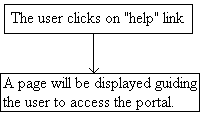 The user clicks on "help" link
A page will be displayed guiding
the user to access the portal.